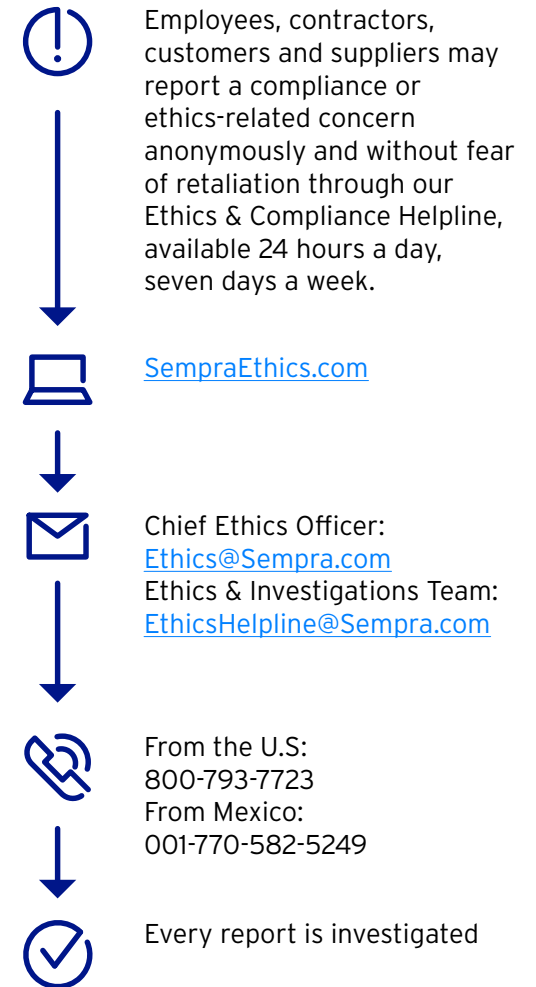 Employees, contractors,
customers and suppliers may
report a compliance or
ethics-related concern
anonymously and without fear
of retaliation through our
Ethics & Compliance Helpline,
available 24 hours a day,
seven days a week.
SempraEthics.com
Chief Ethics Officer:
Ethics@Sempra.com
Ethics & Investigations Team:
EthicsHelpline@Sempra.com
From the U.S:
800-793-7723
From Mexico:
001-770-582-5249
Every report is investigated